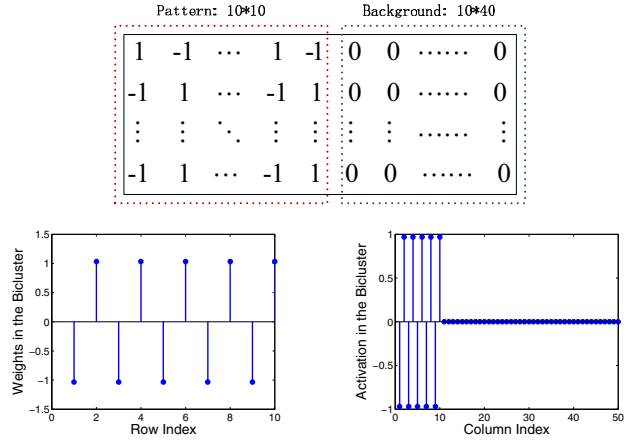 Pattern: 10*10 Background: 10*40
1 -1 ⋯ 1 -1 0 0 ⋯⋯ 0
-1 1 ⋯ -1 1 0 0 ⋯⋯ 0
⋮ ⋮ ⋱ ⋮ ⋮ ⋮ ⋮ ⋯⋯ ⋮
-1 1 ⋯ -1 1 0 0 ⋯⋯ 0
Weights in the Bicluster
1.5
1
0.5
0
−0.5
−1
−1.5
0 2 4 6 8 10
Row Index
Activation in the Bicluster
1
0.5
0
−0.5
−1
0 10 20 30 40 50
Column Index